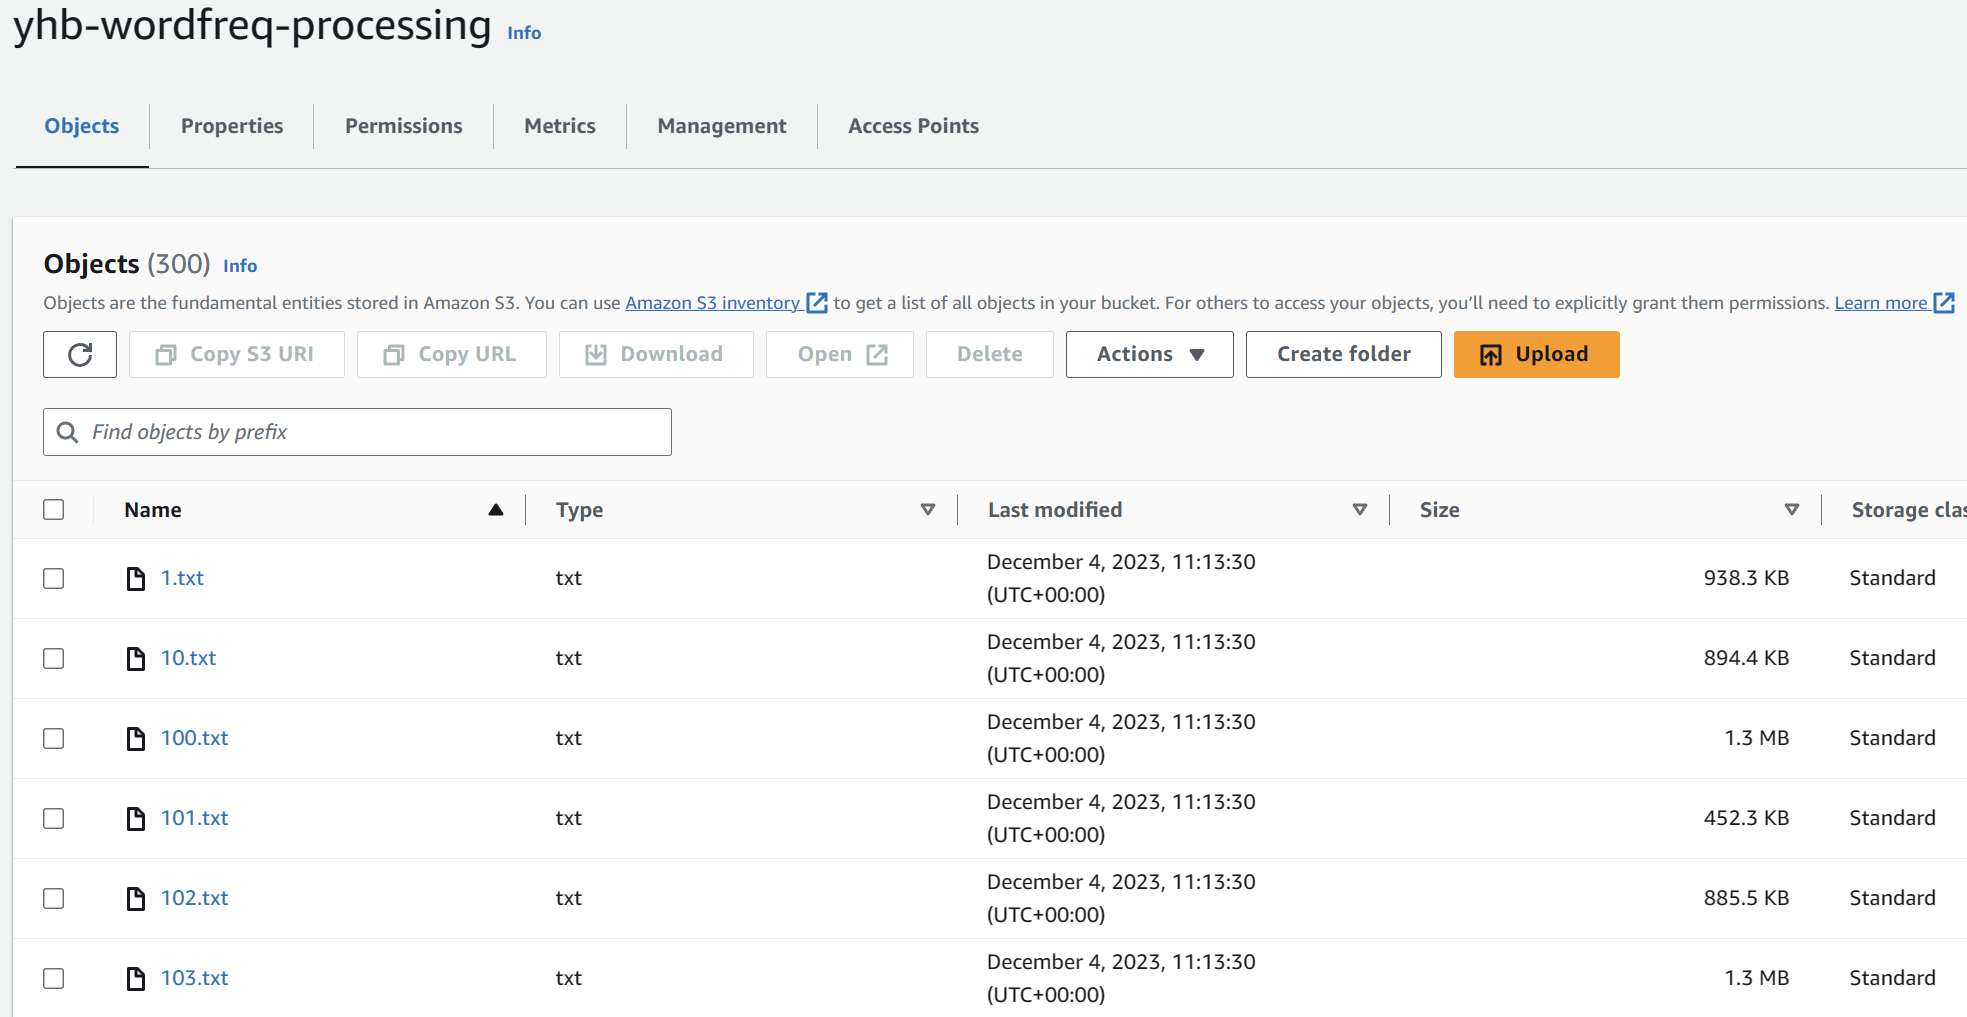 yhb-wordfreq-processing Info
Objects Properties Permissions Metrics Management Access Points
Objects (300) Info
Objects are the fundamental entities stored in Amazon S3. You can use Amazon S3 inventory to get a list of all objects in your bucket. For others to access your objects, you'll need to explicitly grant them permissions. Learn more
Copy S3 URI Copy URL Download Open Delete Actions Create folder Upload
Find objects by prefix
Name Type Last modified Size Storage clas
1.txt txt December 4, 2023, 11:13:30 (UTC+00:00) 938.3 KB Standard
10.txt txt December 4, 2023, 11:13:30 (UTC+00:00) 894.4 KB Standard
100.txt txt December 4, 2023, 11:13:30 (UTC+00:00) 1.3 MB Standard
101.txt txt December 4, 2023, 11:13:30 (UTC+00:00) 452.3 KB Standard
102.txt txt December 4, 2023, 11:13:30 (UTC+00:00) 885.5 KB Standard
103.txt txt December 4, 2023, 11:13:30 (UTC+00:00) 1.3 MB Standard